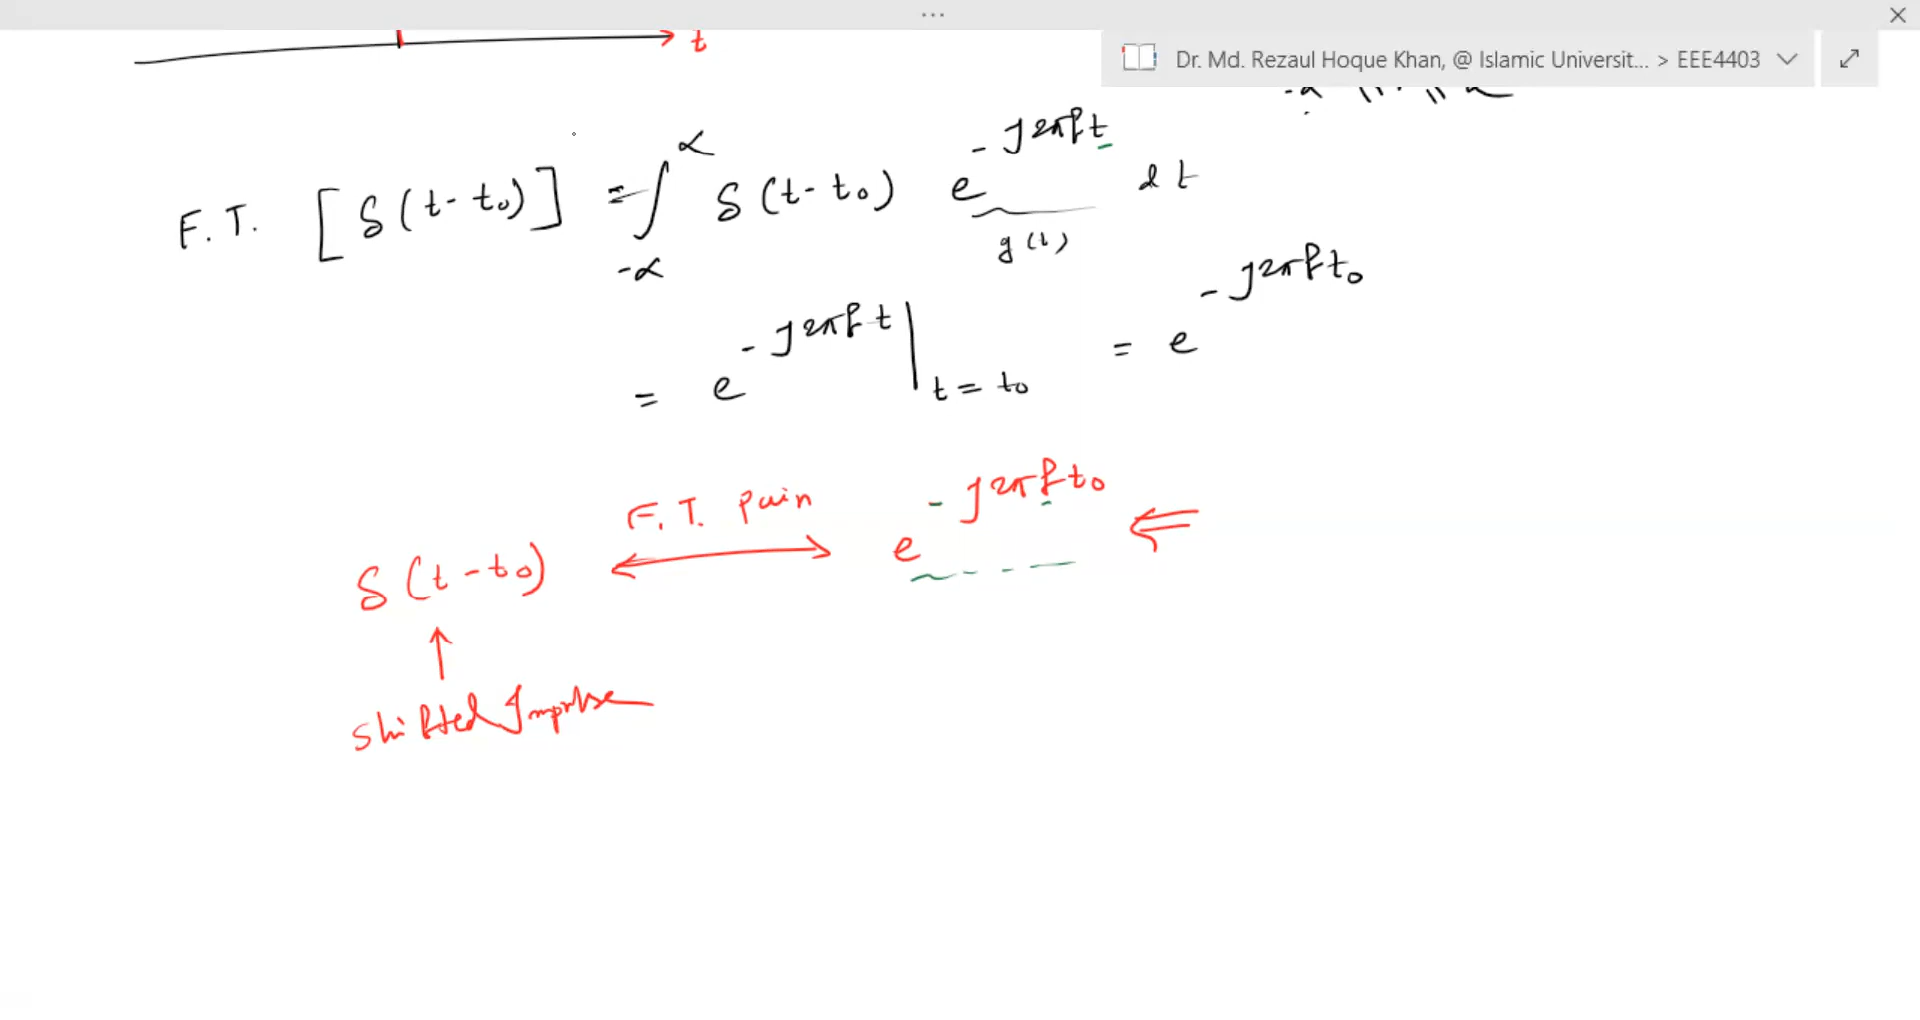 ...
t
Dr. Md. Rezaul Hoque Khan, @ Islamic Universit... > EEE4403
F.T. [δ(t-t₀)] = ∫_{-α}^{α} δ(t-t₀) e^{-j2πft} dt
g(t)
= e^{-j2πft} |_{t=t₀} = e^{-j2πft₀}
δ(t-t₀) F.T. pair ⟷ e^{-j2πft₀} ⇐
↑
Shifted Impulse